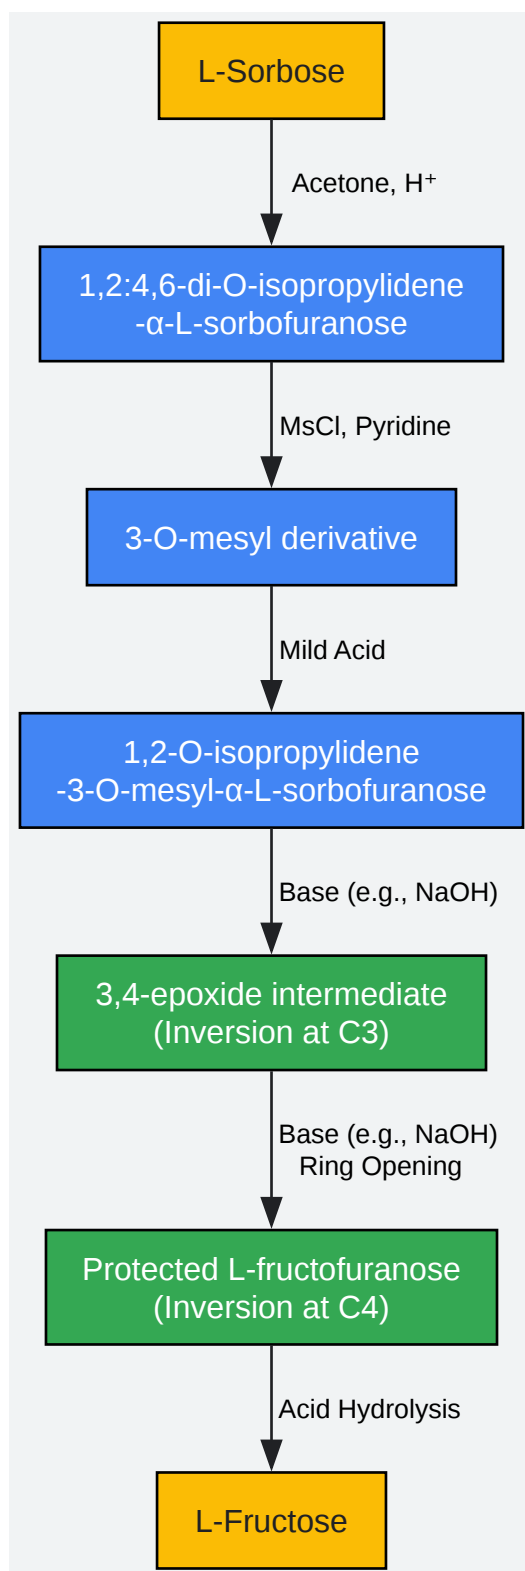 L-Sorbose
Acetone, H⁺
1,2:4,6-di-O-isopropylidene
-α-L-sorbofuranose
MsCl, Pyridine
3-O-mesyl derivative
Mild Acid
1,2-O-isopropylidene
-3-O-mesyl-α-L-sorbofuranose
Base (e.g., NaOH)
3,4-epoxide intermediate
(Inversion at C3)
Base (e.g., NaOH)
Ring Opening
Protected L-fructofuranose
(Inversion at C4)
Acid Hydrolysis
L-Fructose